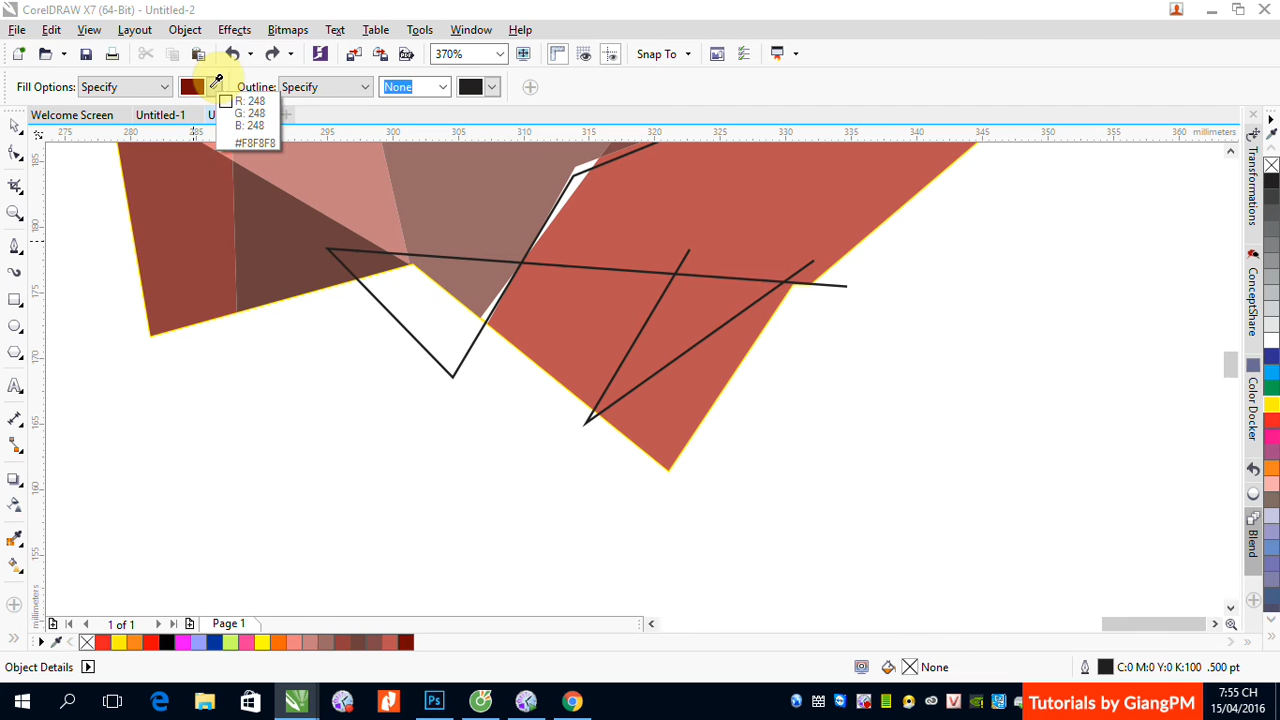 CorelDRAW X7 (64-Bit) - Untitled-2
File Edit View Layout Object Effects Bitmaps Text Table Tools Window Help
370% Snap To
Fill Options: Specify Outline: Specify None
R: 248
G: 248
B: 248
#F8F8F8
Welcome Screen Untitled-1 U
275 280 285 295 300 305 310 315 320 325 330 335 340 345 350 355 360 millimeters
185
180
175
170
165
160
155
millimeters
Transformations
ConceptShare
Color Docker
Blend
1 of 1 Page 1
Object Details None C:0 M:0 Y:0 K:100 .500 pt
Ps V
Tutorials by GiangPM
7:55 CH
15/04/2016